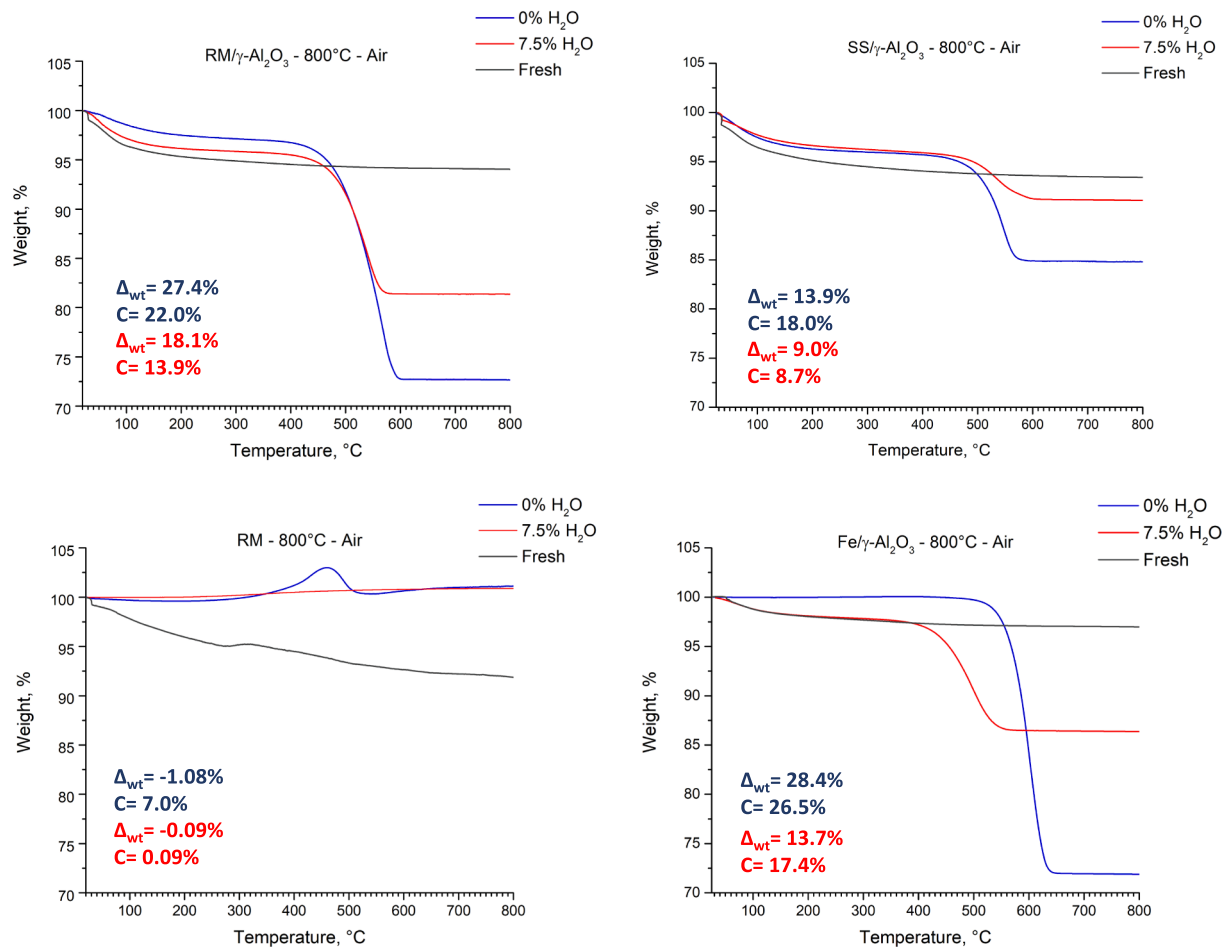 RM/γ-Al2O3 - 800°C - Air
0% H2O
7.5% H2O
Fresh
105
100
95
90
85
80
75
70
Weight, %
Δwt= 27.4%
C= 22.0%
Δwt= 18.1%
C= 13.9%
100 200 300 400 500 600 700 800
Temperature, °C
SS/γ-Al2O3 - 800°C - Air
0% H2O
7.5% H2O
Fresh
105
100
95
90
85
80
75
70
Weight, %
Δwt= 13.9%
C= 18.0%
Δwt= 9.0%
C= 8.7%
100 200 300 400 500 600 700 800
Temperature, °C
RM - 800°C - Air
0% H2O
7.5% H2O
Fresh
105
100
95
90
85
80
75
70
Weight, %
Δwt= -1.08%
C= 7.0%
Δwt= -0.09%
C= 0.09%
100 200 300 400 500 600 700 800
Temperature, °C
Fe/γ-Al2O3 - 800°C - Air
0% H2O
7.5% H2O
Fresh
105
100
95
90
85
80
75
70
Weight, %
Δwt= 28.4%
C= 26.5%
Δwt= 13.7%
C= 17.4%
100 200 300 400 500 600 700 800
Temperature, °C